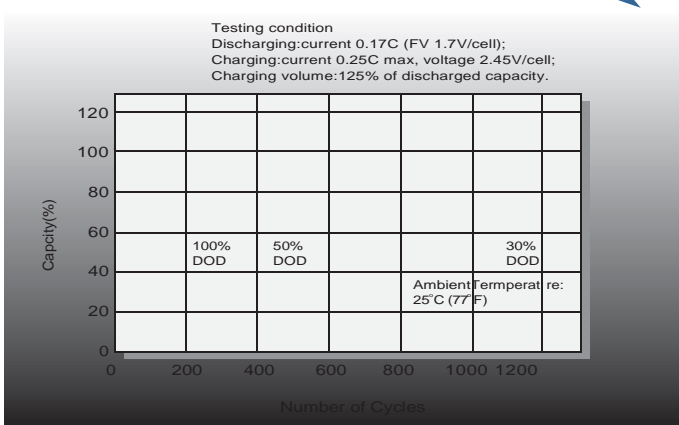 Testing condition
Discharging:current 0.17C (FV 1.7V/cell);
Charging:current 0.25C max, voltage 2.45V/cell;
Charging volume:125% of discharged capacity.
120
100
80
60
40
20
0
Capcity(%)
100%
DOD
50%
DOD
30%
DOD
Ambient Termperat re:
25°C (77°F)
0 200 400 600 800 1000 1200
Number of Cycles